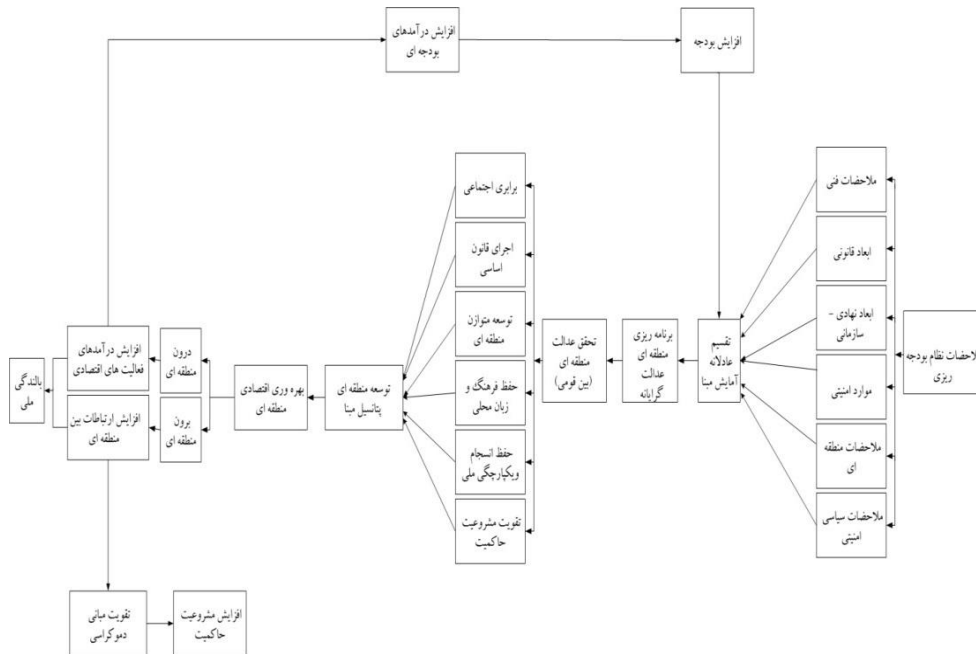 افزایش بودجه
افزایش درآمدهای
بودجه ای
لاحضات نظام بودجه
ریزی
ملاحضات فنی
ابعاد قانونی
ابعاد نهادی -
سازمانی
موارد امنیتی
ملاحضات منطقه
ای
ملاحضات سیاسی
امنیتی
تقسیم
عادلانه
آمایش مبنا
برنامه ریزی
منطقه ای
عدالت
گرایانه
تحقق عدالت
منطقه ای
(بین قومی)
برابری اجتماعی
اجرای قانون
اساسی
توسعه متوازن
منطقه ای
حفظ فرهنگ و
زبان محلی
حفظ انسجام
ویکپارچگی ملی
تقویت مشروعیت
حاکمیت
توسعه منطقه ای
پتانسیل مبنا
بهره وری اقتصادی
منطقه ای
درون
منطقه ای
برون
منطقه ای
افزایش درآمدهای
فعالیت های اقتصادی
افزایش ارتباطات بین
منطقه ای
بالندگی
ملی
تقویت مبانی
دموکراسی
افزایش مشروعیت
حاکمیت